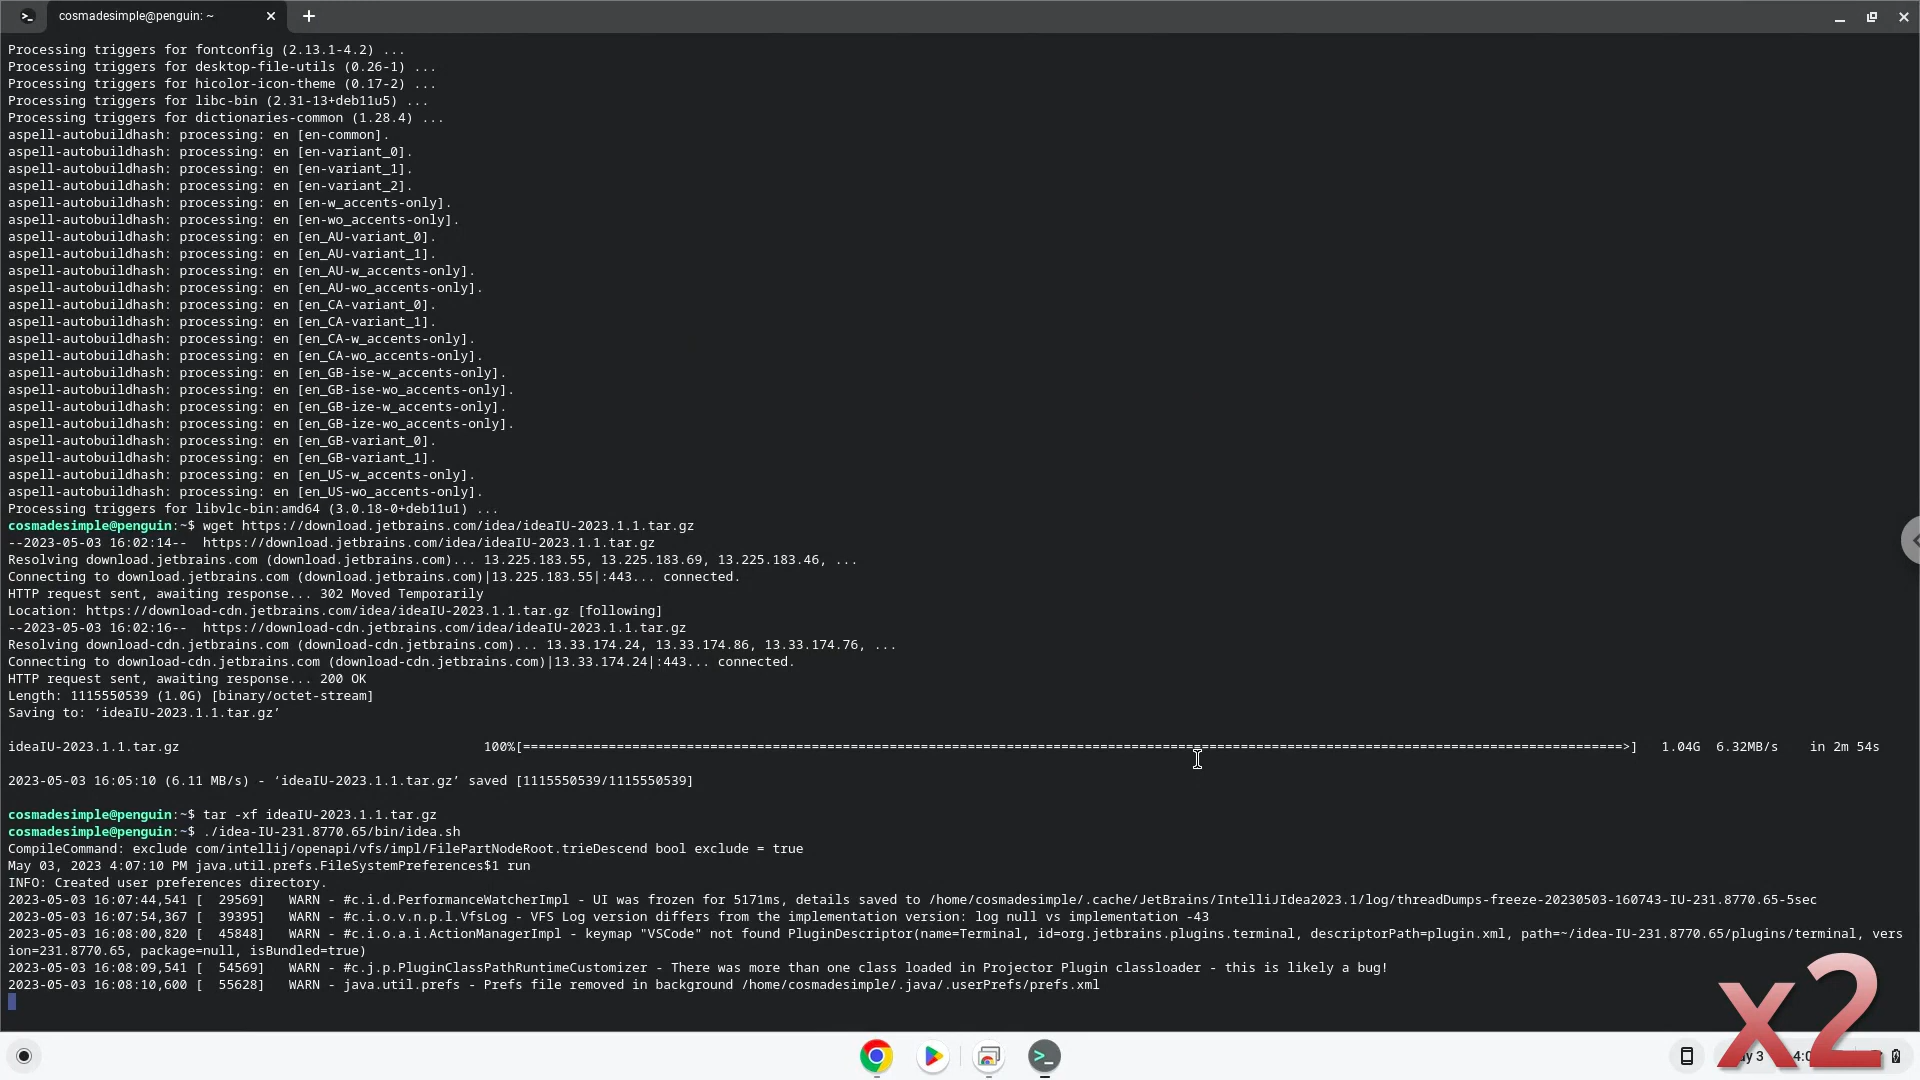 cosmadesimple@penguin: ~
Processing triggers for fontconfig (2.13.1-4.2) ...
Processing triggers for desktop-file-utils (0.26-1) ...
Processing triggers for hicolor-icon-theme (0.17-2) ...
Processing triggers for libc-bin (2.31-13+deb11u5) ...
Processing triggers for dictionaries-common (1.28.4) ...
aspell-autobuildhash: processing: en [en-common].
aspell-autobuildhash: processing: en [en-variant_0].
aspell-autobuildhash: processing: en [en-variant_1].
aspell-autobuildhash: processing: en [en-variant_2].
aspell-autobuildhash: processing: en [en-w_accents-only].
aspell-autobuildhash: processing: en [en-wo_accents-only].
aspell-autobuildhash: processing: en [en_AU-variant_0].
aspell-autobuildhash: processing: en [en_AU-variant_1].
aspell-autobuildhash: processing: en [en_AU-w_accents-only].
aspell-autobuildhash: processing: en [en_AU-wo_accents-only].
aspell-autobuildhash: processing: en [en_CA-variant_0].
aspell-autobuildhash: processing: en [en_CA-variant_1].
aspell-autobuildhash: processing: en [en_CA-w_accents-only].
aspell-autobuildhash: processing: en [en_CA-wo_accents-only].
aspell-autobuildhash: processing: en [en_GB-ise-w_accents-only].
aspell-autobuildhash: processing: en [en_GB-ise-wo_accents-only].
aspell-autobuildhash: processing: en [en_GB-ize-w_accents-only].
aspell-autobuildhash: processing: en [en_GB-ize-wo_accents-only].
aspell-autobuildhash: processing: en [en_GB-variant_0].
aspell-autobuildhash: processing: en [en_GB-variant_1].
aspell-autobuildhash: processing: en [en_US-w_accents-only].
aspell-autobuildhash: processing: en [en_US-wo_accents-only].
Processing triggers for libvlc-bin:amd64 (3.0.18-0+deb11u1) ...
cosmadesimple@penguin:~$ wget https://download.jetbrains.com/idea/ideaIU-2023.1.1.tar.gz
--2023-05-03 16:02:14--  https://download.jetbrains.com/idea/ideaIU-2023.1.1.tar.gz
Resolving download.jetbrains.com (download.jetbrains.com)... 13.225.183.55, 13.225.183.69, 13.225.183.46, ...
Connecting to download.jetbrains.com (download.jetbrains.com)|13.225.183.55|:443... connected.
HTTP request sent, awaiting response... 302 Moved Temporarily
Location: https://download-cdn.jetbrains.com/idea/ideaIU-2023.1.1.tar.gz [following]
--2023-05-03 16:02:16--  https://download-cdn.jetbrains.com/idea/ideaIU-2023.1.1.tar.gz
Resolving download-cdn.jetbrains.com (download-cdn.jetbrains.com)... 13.33.174.24, 13.33.174.86, 13.33.174.76, ...
Connecting to download-cdn.jetbrains.com (download-cdn.jetbrains.com)|13.33.174.24|:443... connected.
HTTP request sent, awaiting response... 200 OK
Length: 1115550539 (1.0G) [binary/octet-stream]
Saving to: ‘ideaIU-2023.1.1.tar.gz’
ideaIU-2023.1.1.tar.gz 100%[=============================================>] 1.04G 6.32MB/s in 2m 54s
2023-05-03 16:05:10 (6.11 MB/s) - ‘ideaIU-2023.1.1.tar.gz’ saved [1115550539/1115550539]
cosmadesimple@penguin:~$ tar -xf ideaIU-2023.1.1.tar.gz
cosmadesimple@penguin:~$ ./idea-IU-231.8770.65/bin/idea.sh
CompileCommand: exclude com/intellij/openapi/vfs/impl/FilePartNodeRoot.trieDescend bool exclude = true
May 03, 2023 4:07:10 PM java.util.prefs.FileSystemPreferences$1 run
INFO: Created user preferences directory.
2023-05-03 16:07:44,541 [  29569]   WARN - #c.i.d.PerformanceWatcherImpl - UI was frozen for 5171ms, details saved to /home/cosmadesimple/.cache/JetBrains/IntelliJIdea2023.1/log/threadDumps-freeze-20230503-160743-IU-231.8770.65-5sec
2023-05-03 16:07:54,367 [  39395]   WARN - #c.i.o.v.n.p.l.VfsLog - VFS Log version differs from the implementation version: log null vs implementation -43
2023-05-03 16:08:00,820 [  45848]   WARN - #c.i.o.a.i.ActionManagerImpl - keymap "VSCode" not found PluginDescriptor(name=Terminal, id=org.jetbrains.plugins.terminal, descriptorPath=plugin.xml, path=~/idea-IU-231.8770.65/plugins/terminal, vers
ion=231.8770.65, package=null, isBundled=true)
2023-05-03 16:08:09,541 [  54569]   WARN - #c.j.p.PluginClassPathRuntimeCustomizer - There was more than one class loaded in Projector Plugin classloader - this is likely a bug!
2023-05-03 16:08:10,600 [  55628]   WARN - java.util.prefs - Prefs file removed in background /home/cosmadesimple/.java/.userPrefs/prefs.xml
x2